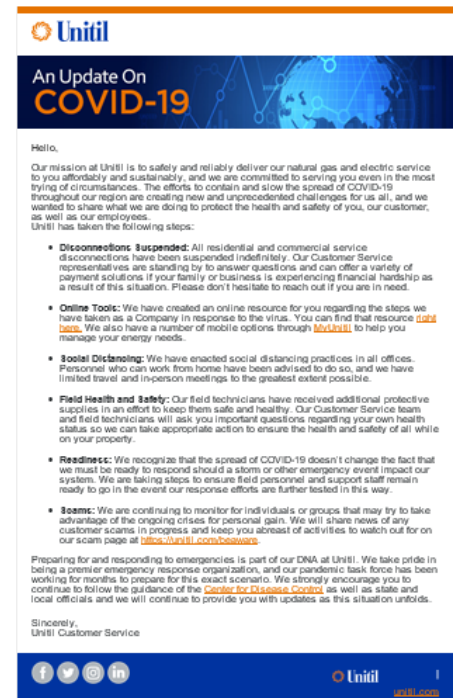 Unitil
An Update On
COVID-19
Hello,
Our mission at Unitil is to safely and reliably deliver our natural gas and electric service
to you affordably and sustainably, and we are committed to serving you even in the most
trying of circumstances. The efforts to contain and slow the spread of COVID-19
throughout our region are creating new and unprecedented challenges for us all, and we
wanted to share what we are doing to protect the health and safety of you, our customer,
as well as our employees.
Unitil has taken the following steps:
• Disconnections Suspended: All residential and commercial service
disconnections have been suspended indefinitely. Our Customer Service
representatives are standing by to answer questions and can offer a variety of
payment solutions if your family or business is experiencing financial hardship as
a result of this situation. Please don't hesitate to reach out if you are in need.
• Online Tools: We have created an online resource for you regarding the steps we
have taken as a Company in response to the virus. You can find that resource right
here. We also have a number of mobile options through MyUnitil to help you
manage your energy needs.
• Social Distancing: We have enacted social distancing practices in all offices.
Personnel who can work from home have been advised to do so, and we have
limited travel and in-person meetings to the greatest extent possible.
• Field Health and Safety: Our field technicians have received additional protective
supplies in an effort to keep them safe and healthy. Our Customer Service team
and field technicians will ask you important questions regarding your own health
status so we can take appropriate action to ensure the health and safety of all while
on your property.
• Readiness: We recognize that the spread of COVID-19 doesn't change the fact that
we must be ready to respond should a storm or other emergency event impact our
system. We are taking steps to ensure field personnel and support staff remain
ready to go in the event our response efforts are further tested in this way.
• Scams: We are continuing to monitor for individuals or groups that may try to take
advantage of the ongoing crises for personal gain. We will share news of any
customer scams in progress and keep you abreast of activities to watch out for on
our scam page at https://unitil.com/beaware.
Preparing for and responding to emergencies is part of our DNA at Unitil. We take pride in
being a premier emergency response organization, and our pandemic task force has been
working for months to prepare for this exact scenario. We strongly encourage you to
continue to follow the guidance of the Center for Disease Control as well as state and
local officials and we will continue to provide you with updates as this situation unfolds.
Sincerely,
Unitil Customer Service
Unitil |
unitil.com